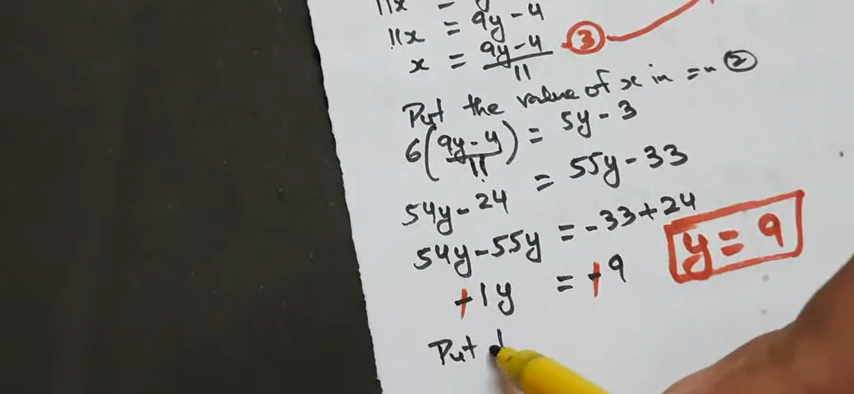 11x =
11x = 9y-4
x = 9y-4/11 ③
Put the value of x in =n ②
6(9y-4/11) = 5y-3
54y-24 = 55y-33
54y-55y = -33+24
+1y = +9
y = 9
Put